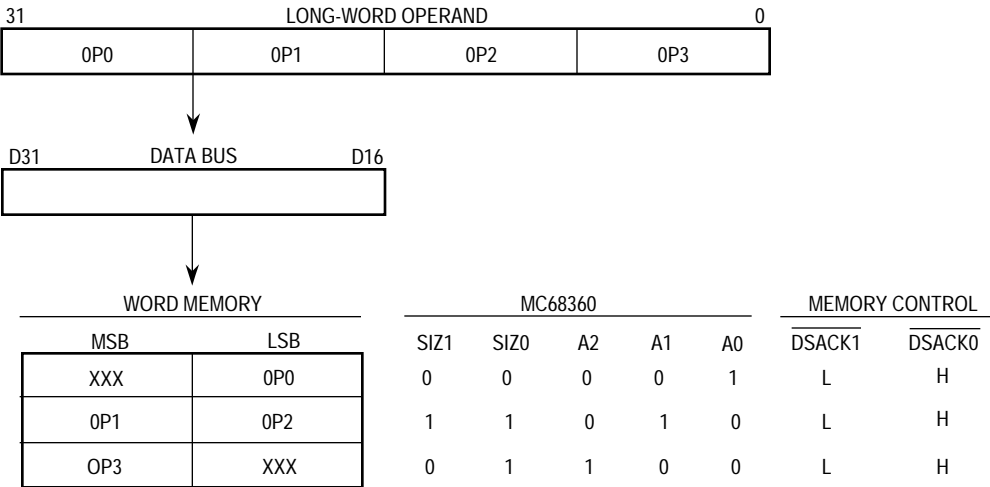 31 LONG-WORD OPERAND 0
0P0 0P1 0P2 0P3
D31 DATA BUS D16
WORD MEMORY MC68360 MEMORY CONTROL
MSB LSB SIZ1 SIZ0 A2 A1 A0 DSACK1 DSACK0
XXX 0P0 0 0 0 0 1 L H
0P1 0P2 1 1 0 1 0 L H
OP3 XXX 0 1 1 0 0 L H